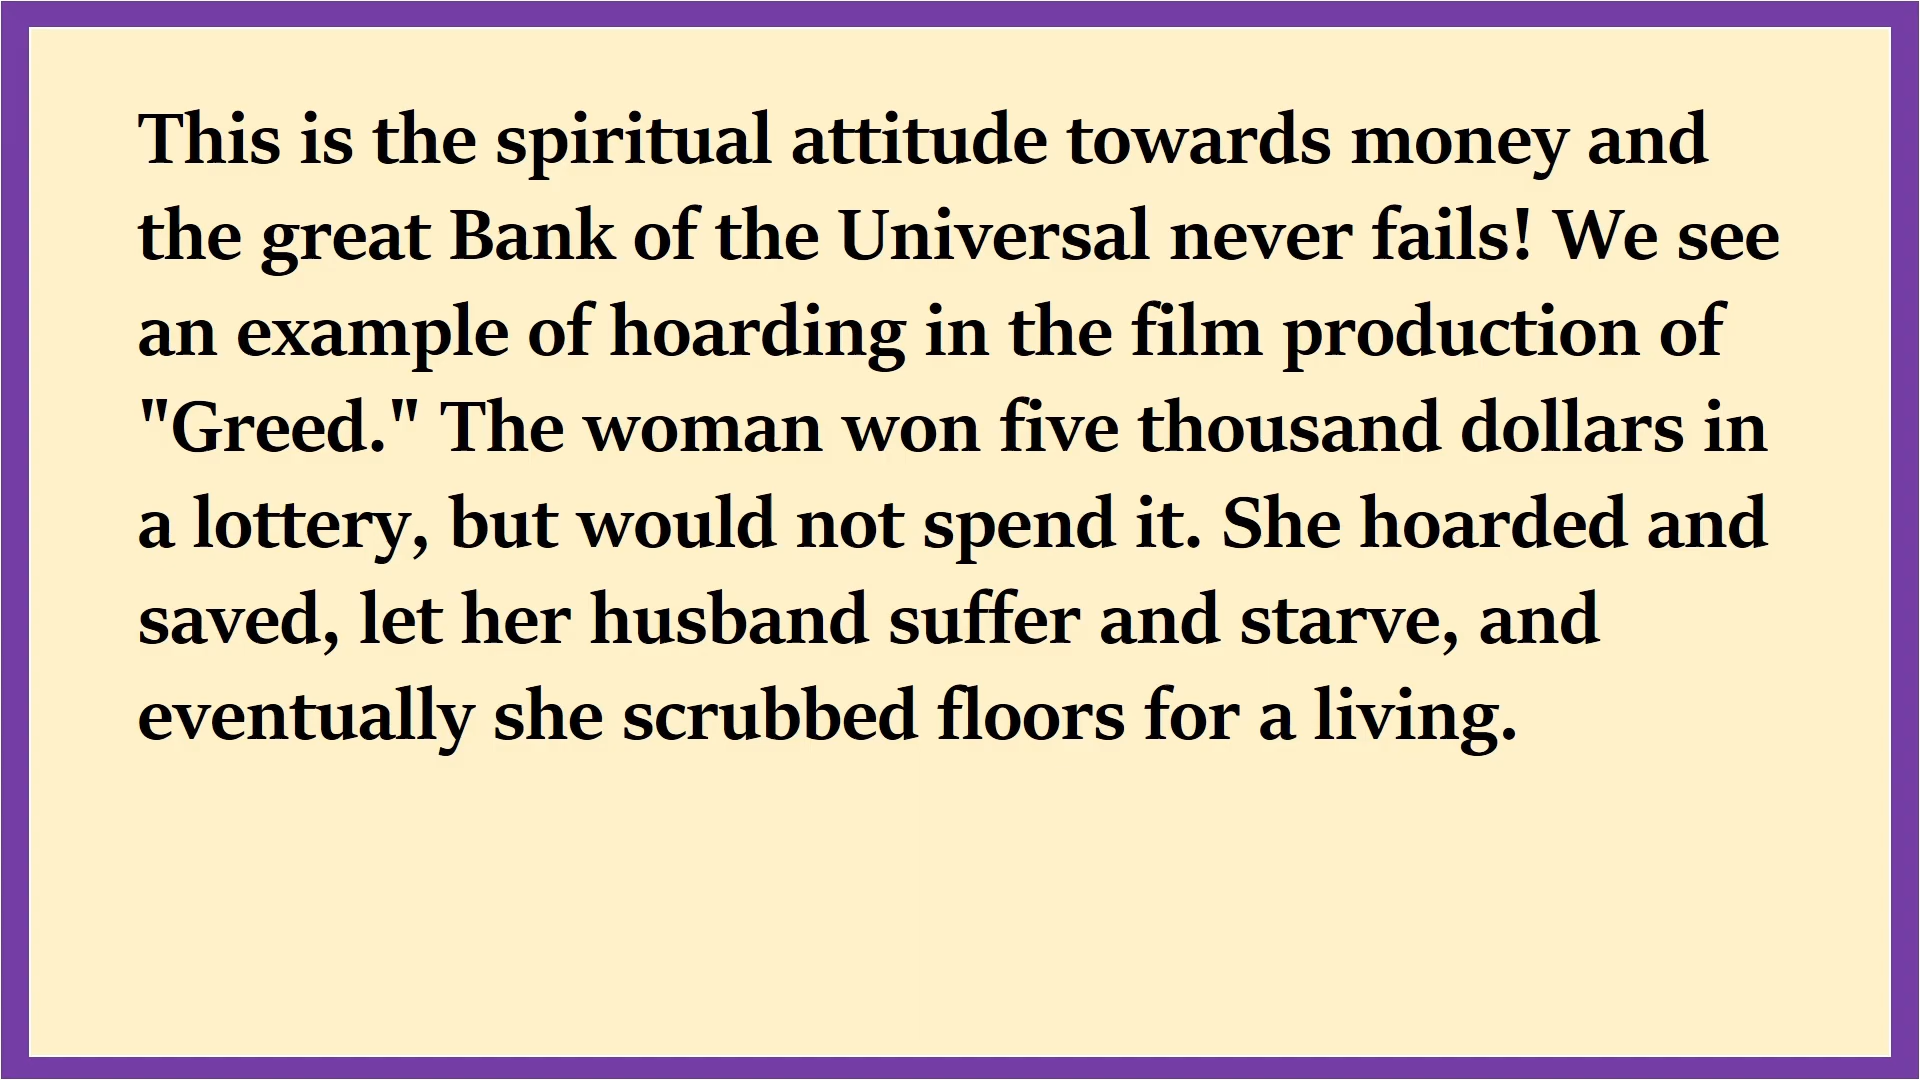 This is the spiritual attitude towards money and
the great Bank of the Universal never fails! We see
an example of hoarding in the film production of
"Greed." The woman won five thousand dollars in
a lottery, but would not spend it. She hoarded and
saved, let her husband suffer and starve, and
eventually she scrubbed floors for a living.